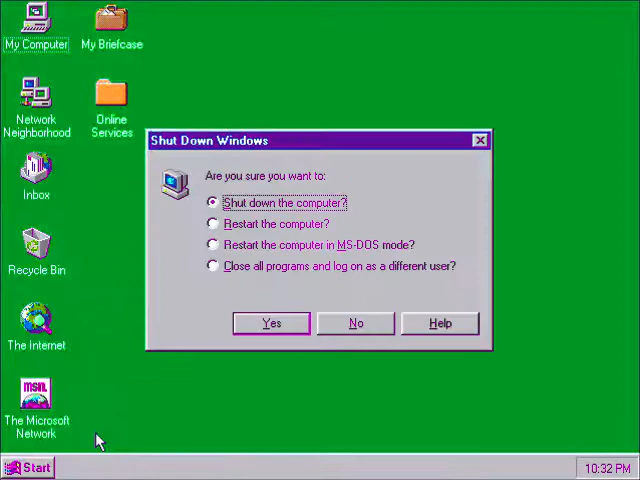 My Computer
My Briefcase
Network
Neighborhood
Online
Services
Inbox
Recycle Bin
The Internet
msn.
The Microsoft
Network
Shut Down Windows
Are you sure you want to:
Shut down the computer?
Restart the computer?
Restart the computer in MS-DOS mode?
Close all programs and log on as a different user?
Yes
No
Help
Start
10:32 PM